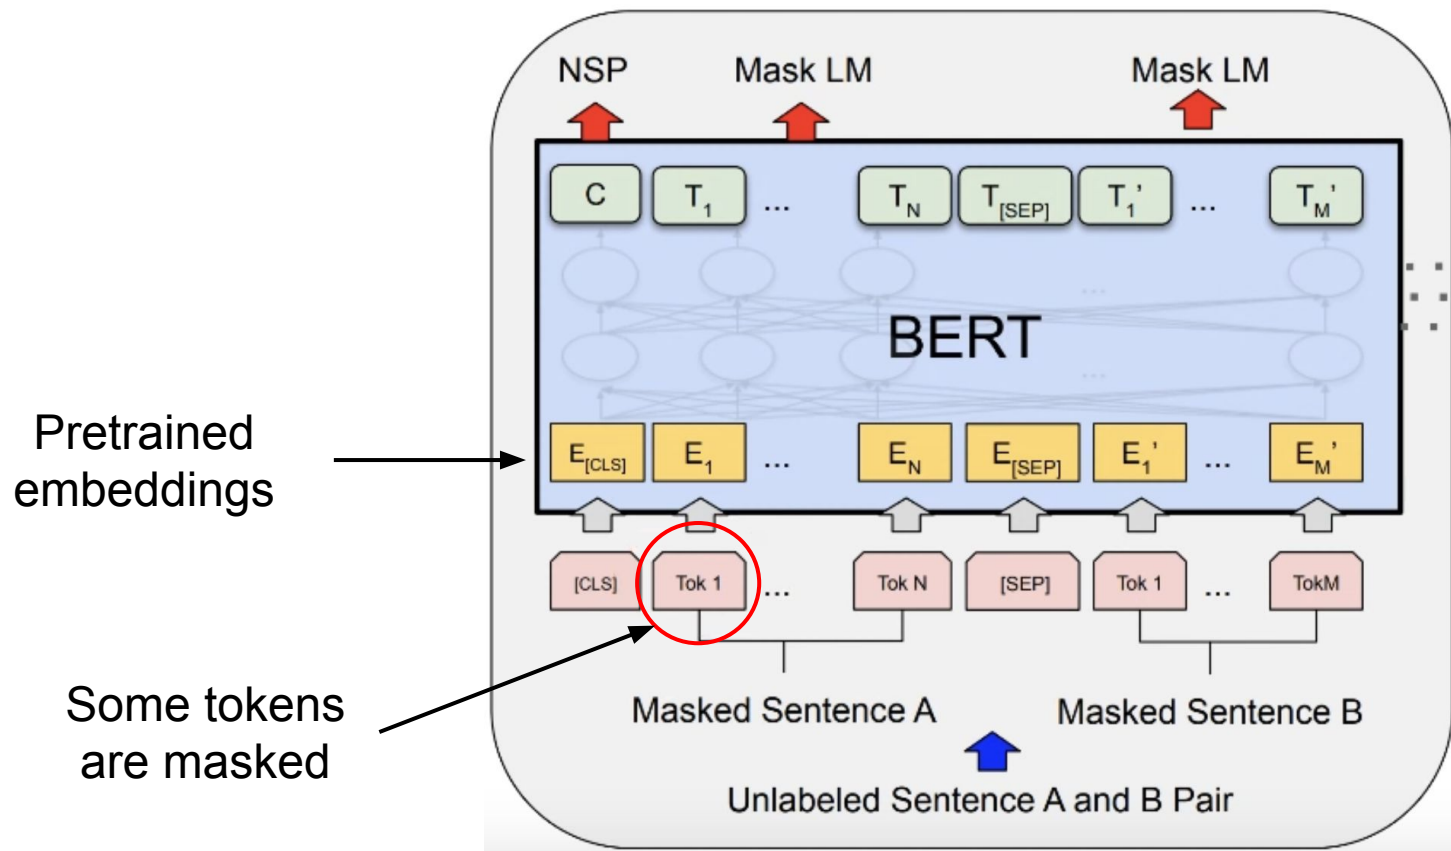 NSP Mask LM Mask LM
C T1 ... TN T[SEP] T1’ ... TM’
...
BERT
...
Pretrained
embeddings
E[CLS] E1 ... EN E[SEP] E1’ ... EM’
[CLS] Tok 1 ... Tok N [SEP] Tok 1 ... TokM
Some tokens
are masked
Masked Sentence A Masked Sentence B
Unlabeled Sentence A and B Pair